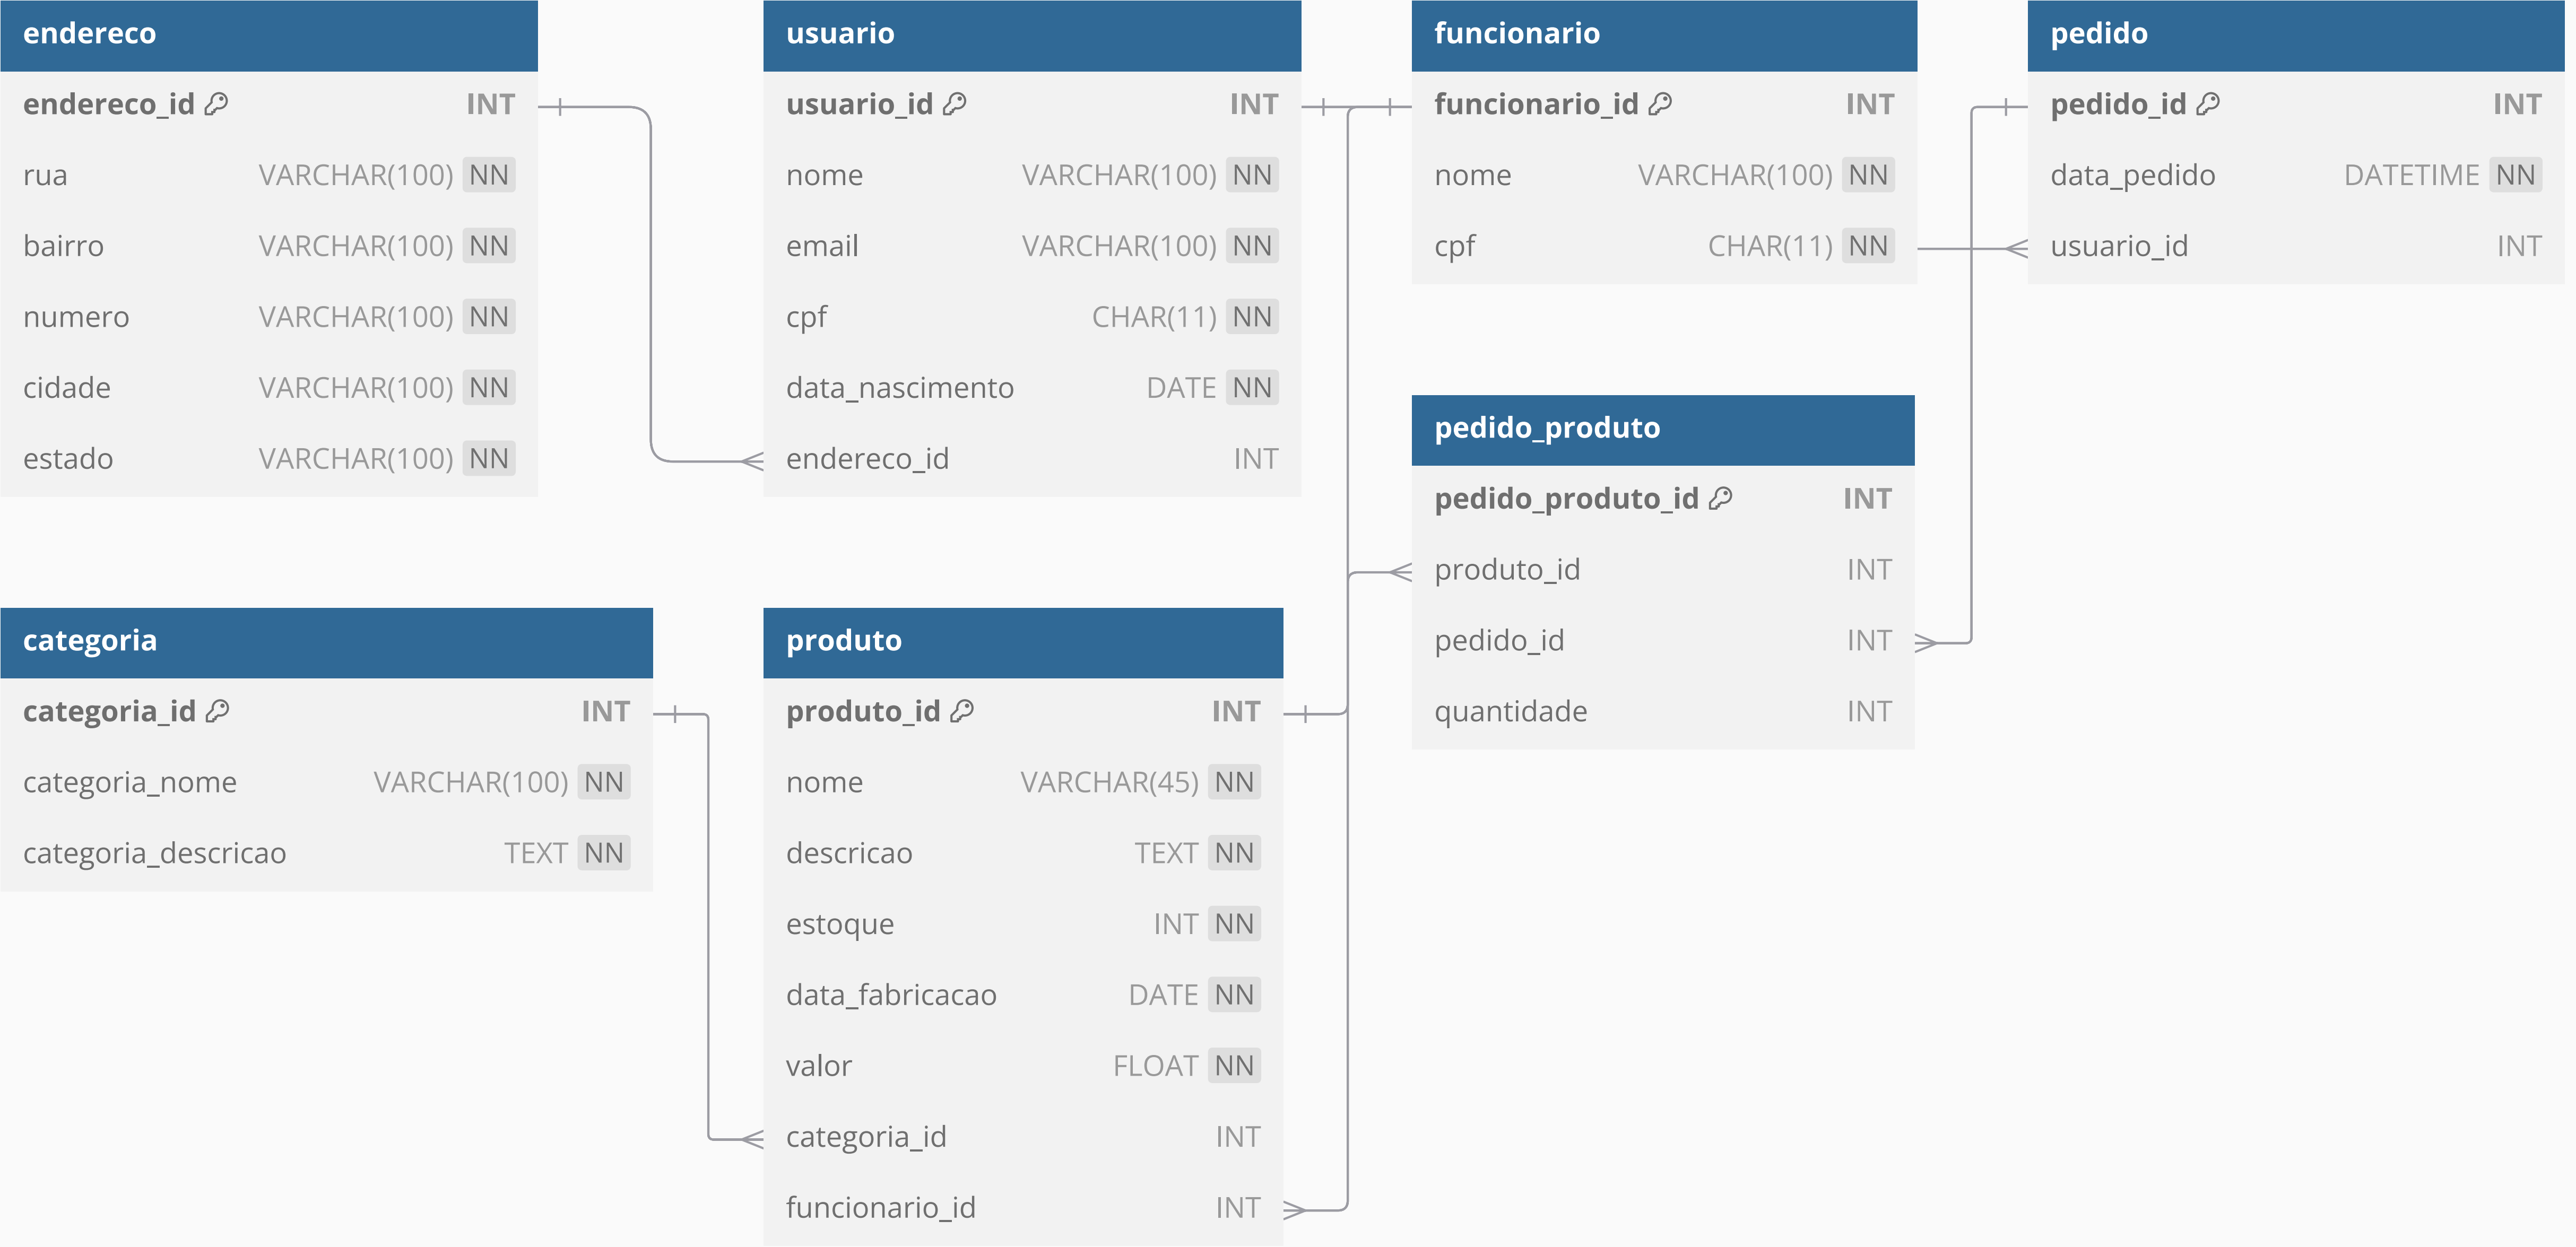 endereco
endereco_id INT
rua VARCHAR(100) NN
bairro VARCHAR(100) NN
numero VARCHAR(100) NN
cidade VARCHAR(100) NN
estado VARCHAR(100) NN
usuario
usuario_id INT
nome VARCHAR(100) NN
email VARCHAR(100) NN
cpf CHAR(11) NN
data_nascimento DATE NN
endereco_id INT
funcionario
funcionario_id INT
nome VARCHAR(100) NN
cpf CHAR(11) NN
pedido
pedido_id INT
data_pedido DATETIME NN
usuario_id INT
pedido_produto
pedido_produto_id INT
produto_id INT
pedido_id INT
quantidade INT
categoria
categoria_id INT
categoria_nome VARCHAR(100) NN
categoria_descricao TEXT NN
produto
produto_id INT
nome VARCHAR(45) NN
descricao TEXT NN
estoque INT NN
data_fabricacao DATE NN
valor FLOAT NN
categoria_id INT
funcionario_id INT